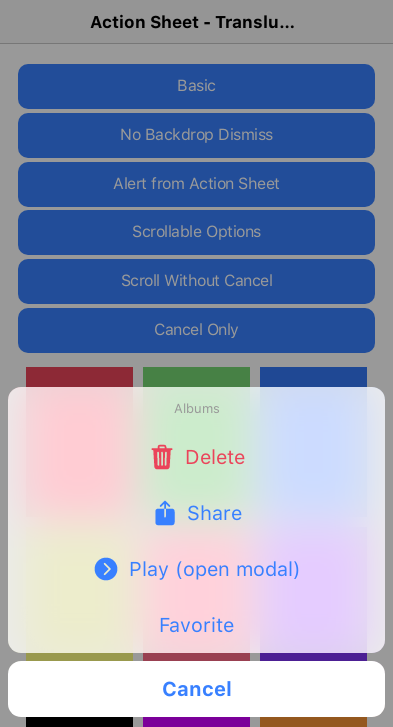 Action Sheet - Translu...
Basic
No Backdrop Dismiss
Alert from Action Sheet
Scrollable Options
Scroll Without Cancel
Cancel Only
Albums
Delete
Share
Play (open modal)
Favorite
Cancel